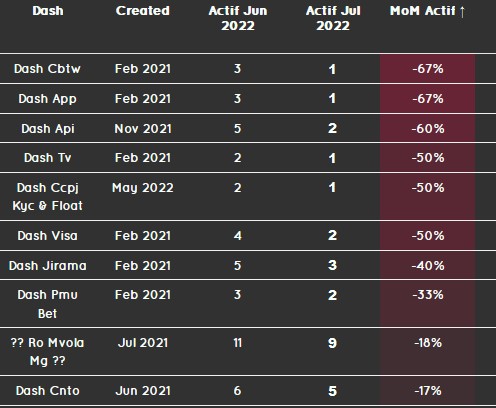 Dash Created Actif Jun Actif Jul MoM Actif ↑
2022 2022
Dash Cbtw Feb 2021 3 1 -67%
Dash App Feb 2021 3 1 -67%
Dash Api Nov 2021 5 2 -60%
Dash Tv Feb 2021 2 1 -50%
Dash Ccpj May 2022 2 1 -50%
Kyc & Float
Dash Visa Feb 2021 4 2 -50%
Dash Jirama Feb 2021 5 3 -40%
Dash Pmu Feb 2021 3 2 -33%
Bet
?? Ro Mvola Jul 2021 11 9 -18%
Mg ??
Dash Cnto Jun 2021 6 5 -17%